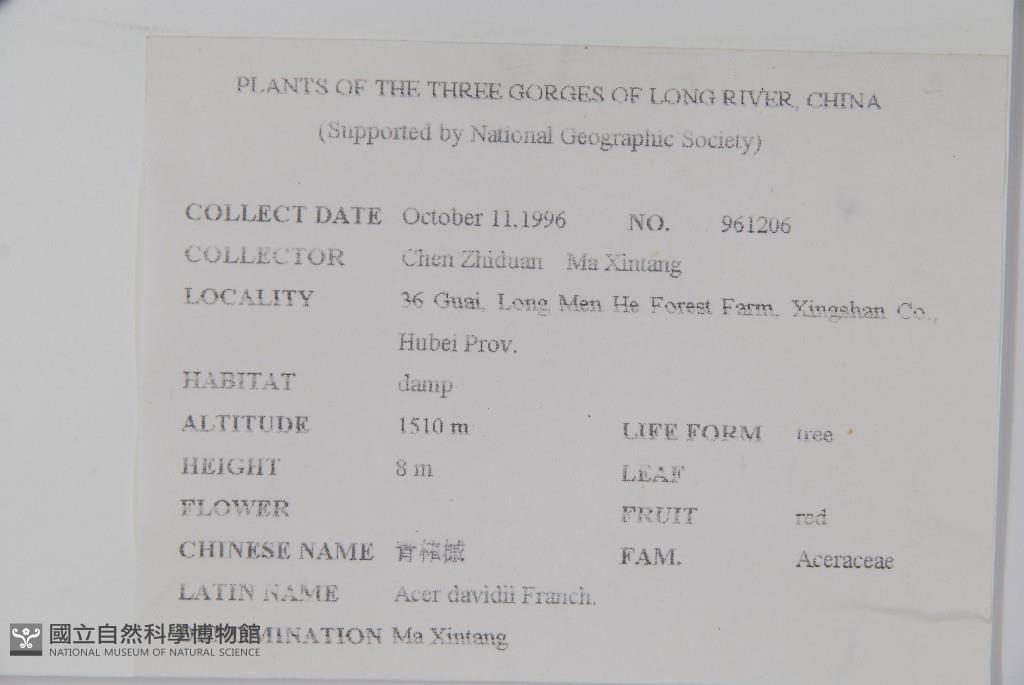 PLANTS OF THE THREE GORGES OF LONG RIVER, CHINA
(Supported by National Geographic Society)
COLLECT DATE October 11.1996 NO. 961206
COLLECTOR Chen Zhiduan Ma Xintang
LOCALITY 36 Guai, Long Men He Forest Farm, Xingshan Co.,
Hubei Prov.
HABITAT damp
ALTITUDE 1510 m LIFE FORM tree
HEIGHT 8 m LEAF
FLOWER FRUIT red
CHINESE NAME 青榨槭 FAM. Aceraceae
LATIN NAME Acer davidii Franch.
MINATION Ma Xintang
國立自然科學博物館
NATIONAL MUSEUM OF NATURAL SCIENCE